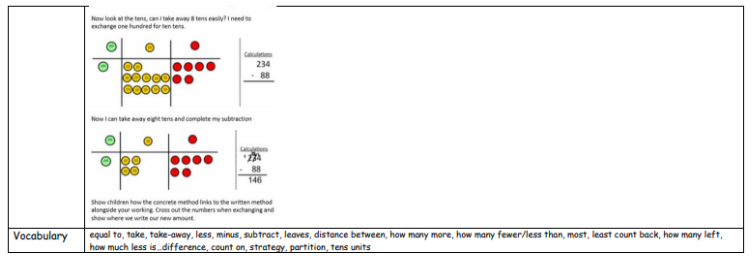 Now look at the tens, can I take away 8 tens easily? I need to
exchange one hundred for ten tens.
Calculations
234
- 88
Now I can take away eight tens and complete my subtraction
Calculations
234
- 88
146
Show children how the concrete method links to the written method
alongside your working. Cross out the numbers when exchanging and
show where we write our new amount.
Vocabulary
equal to, take, take-away, less, minus, subtract, leaves, distance between, how many more, how many fewer/less than, most, least count back, how many left,
how much less is…difference, count on, strategy, partition, tens units